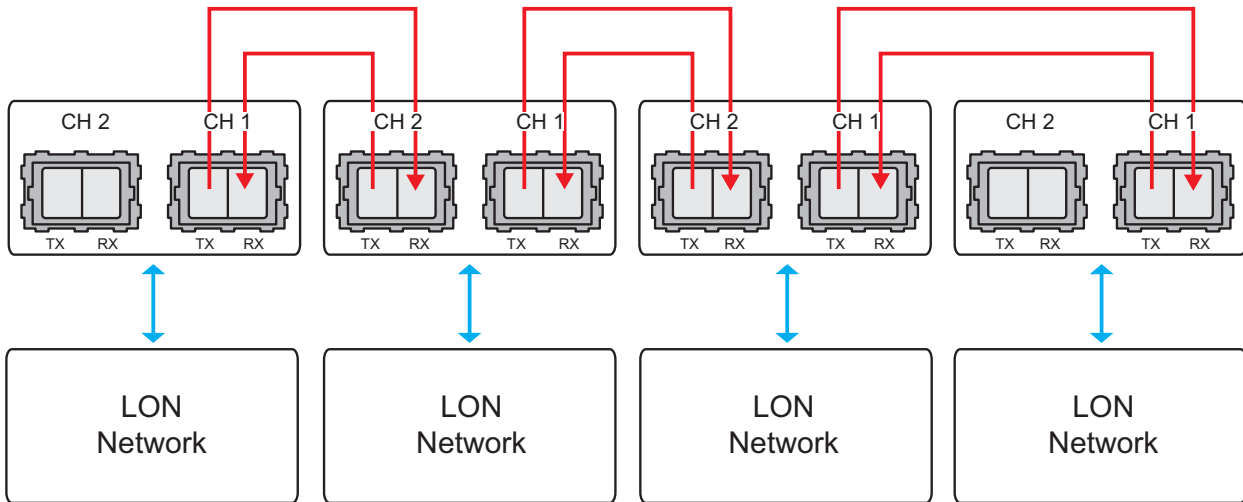 CH 2 CH 1 CH 2 CH 1 CH 2 CH 1 CH 2 CH 1
TX RX TX RX TX RX TX RX TX RX TX RX TX RX TX RX
LON LON LON LON
Network Network Network Network